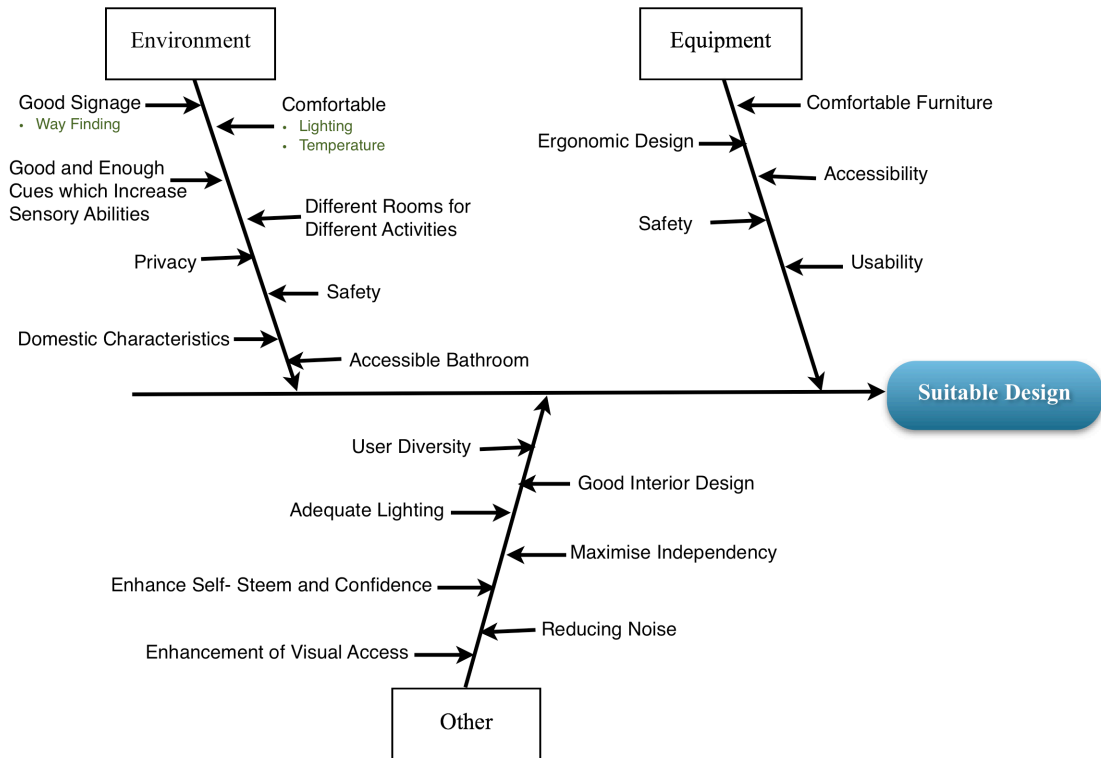 Environment
Good Signage
• Way Finding
Comfortable
• Lighting
• Temperature
Good and Enough
Cues which Increase
Sensory Abilities
Different Rooms for
Different Activities
Privacy
Safety
Domestic Characteristics
Accessible Bathroom
Equipment
Comfortable Furniture
Ergonomic Design
Accessibility
Safety
Usability
Suitable Design
User Diversity
Good Interior Design
Adequate Lighting
Maximise Independency
Enhance Self- Steem and Confidence
Reducing Noise
Enhancement of Visual Access
Other